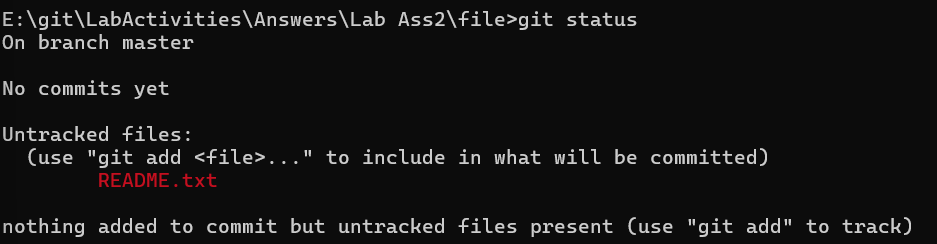 E:\git\LabActivities\Answers\Lab Ass2\file>git status
On branch master
No commits yet
Untracked files:
(use "git add <file>..." to include in what will be committed)
README.txt
nothing added to commit but untracked files present (use "git add" to track)